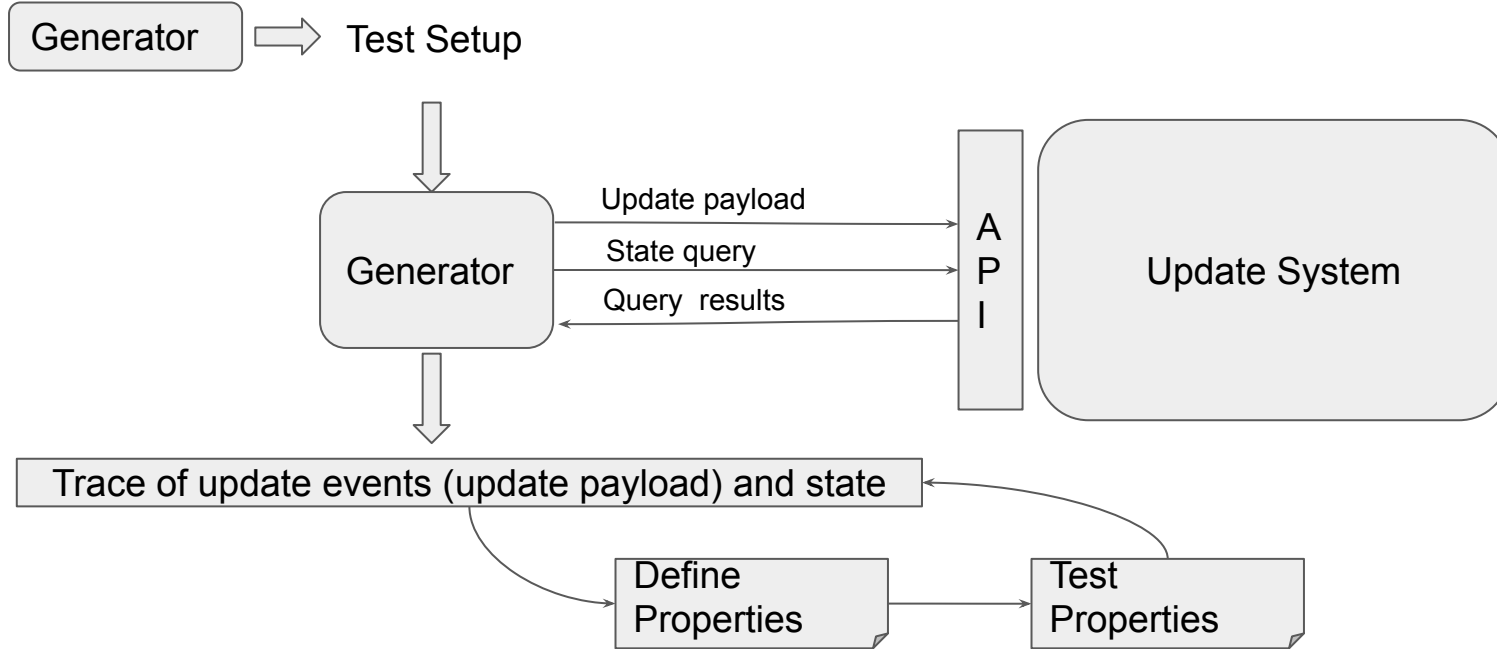 Generator
Test Setup
Update payload
State query
Query results
Generator
A
P
I
Update System
Trace of update events (update payload) and state
Define
Properties
Test
Properties